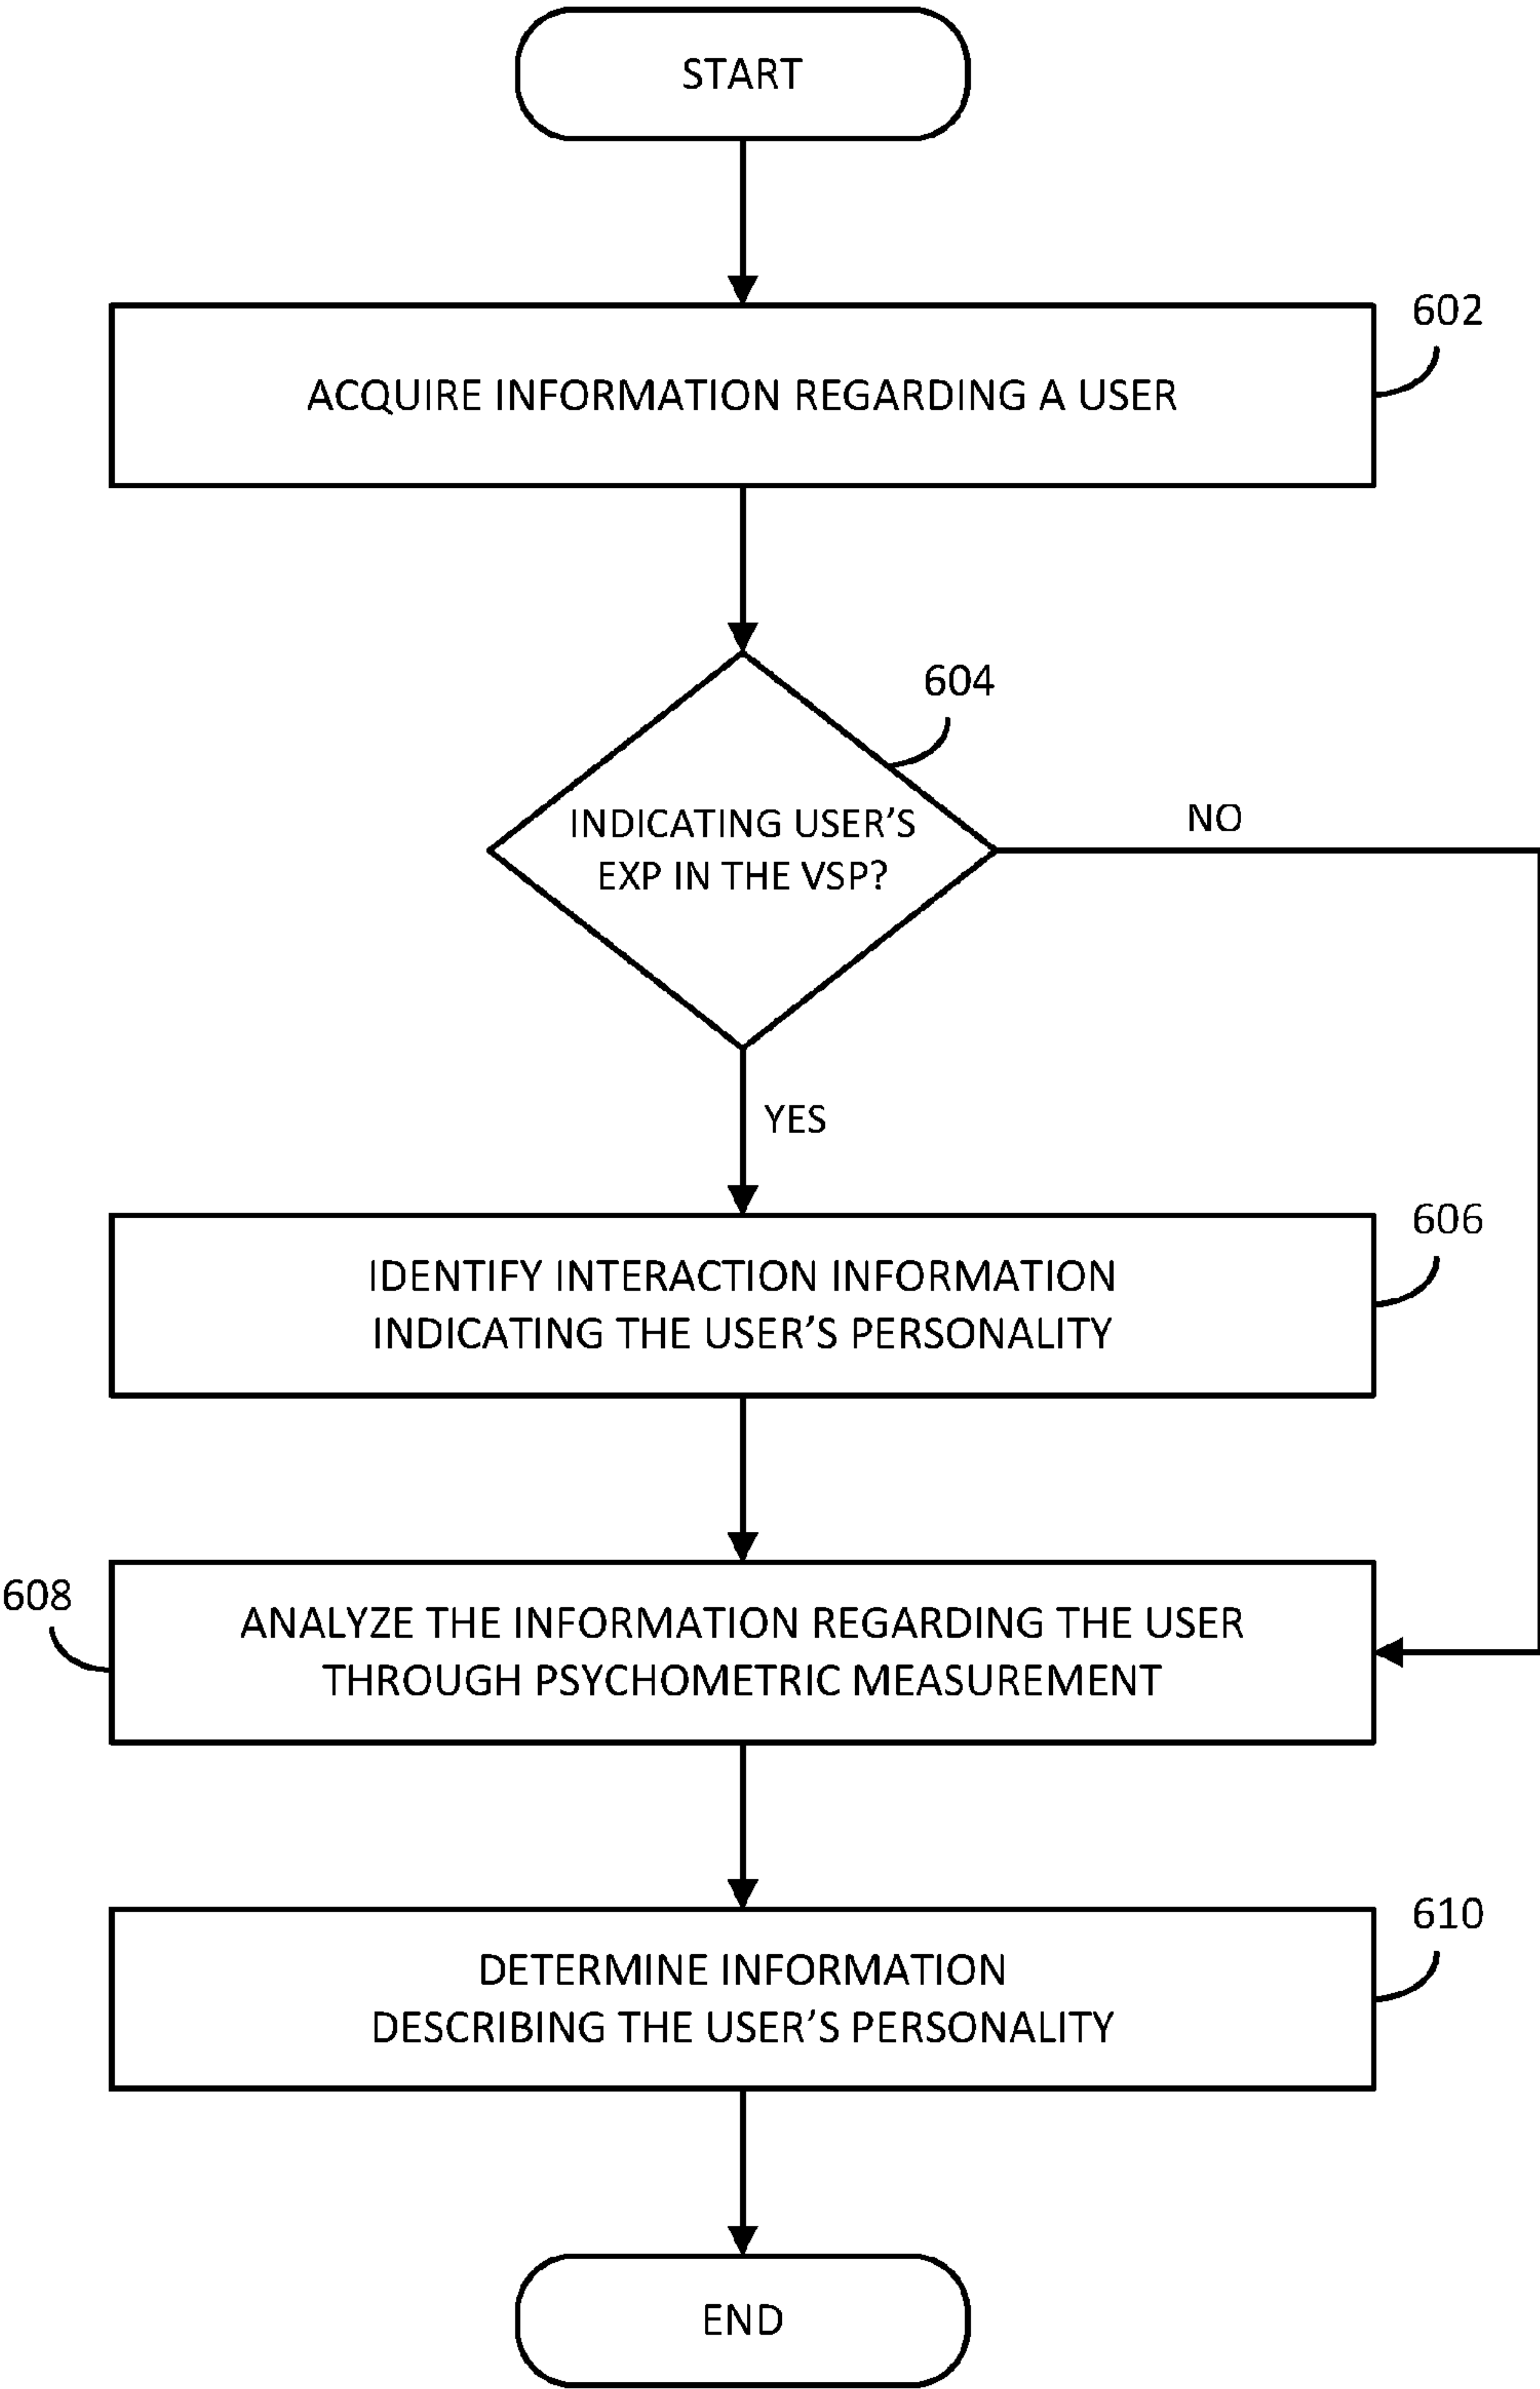 START
602
ACQUIRE INFORMATION REGARDING A USER
604
INDICATING USER'S
EXP IN THE VSP?
NO
YES
606
IDENTIFY INTERACTION INFORMATION
INDICATING THE USER'S PERSONALITY
608
ANALYZE THE INFORMATION REGARDING THE USER
THROUGH PSYCHOMETRIC MEASUREMENT
610
DETERMINE INFORMATION
DESCRIBING THE USER'S PERSONALITY
END